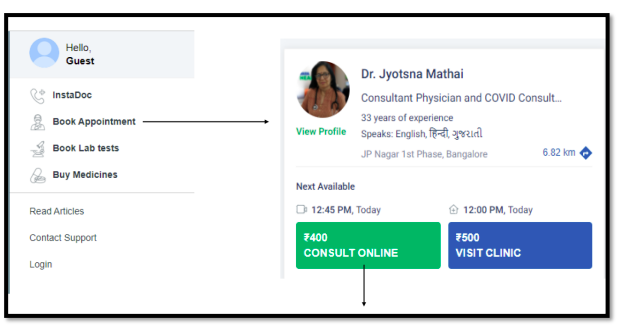 Hello,
Guest
InstaDoc
Book Appointment
Book Lab tests
Buy Medicines
Read Articles
Contact Support
Login
Dr. Jyotsna Mathai
Consultant Physician and COVID Consult...
33 years of experience
View Profile
Speaks: English, हिन्दी, ગુજરાતી
JP Nagar 1st Phase, Bangalore
6.82 km
Next Available
12:45 PM, Today
12:00 PM, Today
₹400
CONSULT ONLINE
₹500
VISIT CLINIC